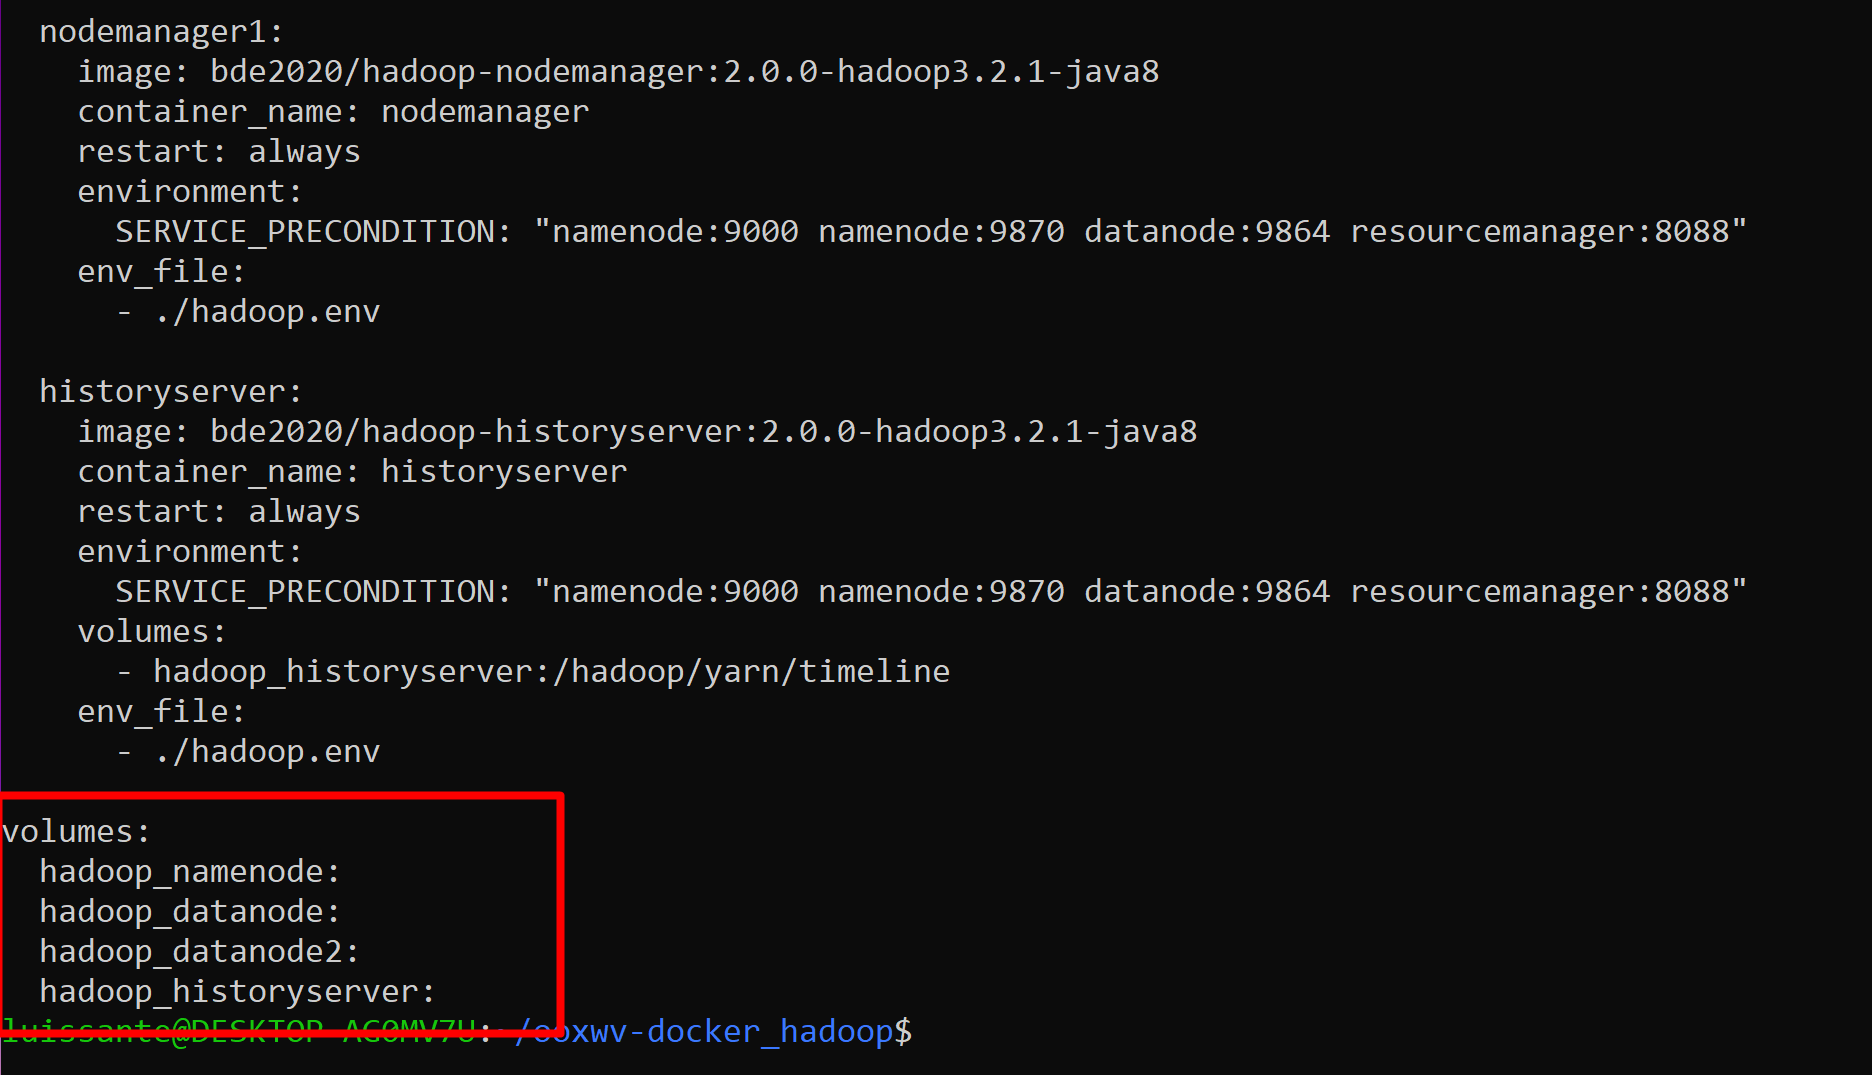 nodemanager1:
image: bde2020/hadoop-nodemanager:2.0.0-hadoop3.2.1-java8
container_name: nodemanager
restart: always
environment:
SERVICE_PRECONDITION: "namenode:9000 namenode:9870 datanode:9864 resourcemanager:8088"
env_file:
- ./hadoop.env
historyserver:
image: bde2020/hadoop-historyserver:2.0.0-hadoop3.2.1-java8
container_name: historyserver
restart: always
environment:
SERVICE_PRECONDITION: "namenode:9000 namenode:9870 datanode:9864 resourcemanager:8088"
volumes:
- hadoop_historyserver:/hadoop/yarn/timeline
env_file:
- ./hadoop.env
volumes:
hadoop_namenode:
hadoop_datanode:
hadoop_datanode2:
hadoop_historyserver:
luissante@DESKTOP-AG0MV7U:~/ooxwv-docker_hadoop$